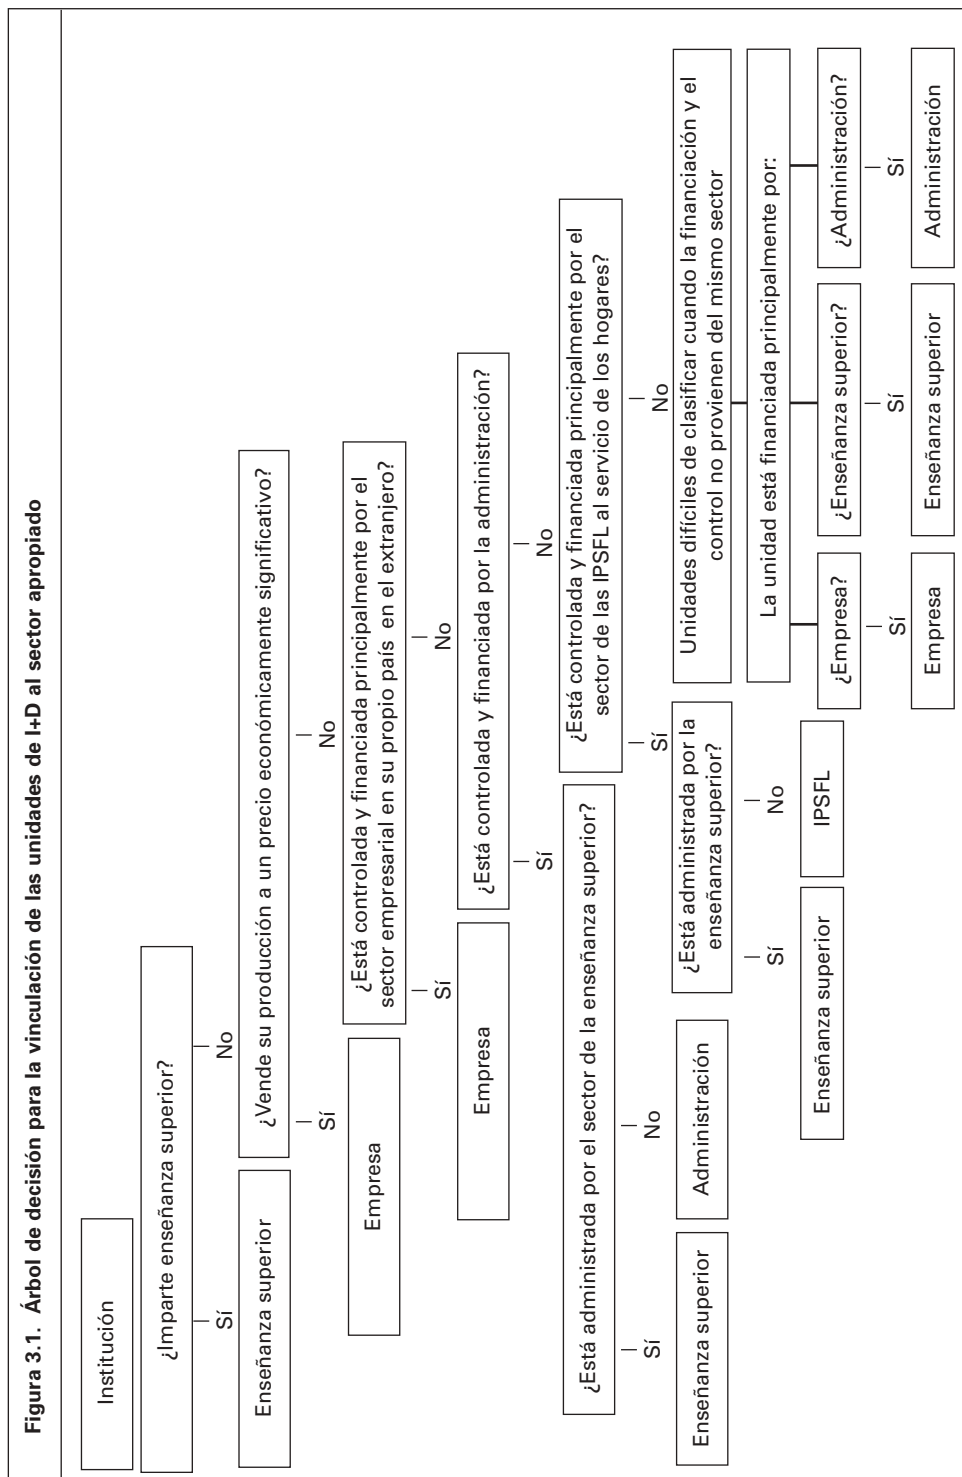 Figura 3.1. Árbol de decisión para la vinculación de las unidades de I+D al sector apropiado
Institución
¿Imparte enseñanza superior?
Sí
No
Enseñanza superior
¿Vende su producción a un precio económicamente significativo?
Sí
No
Empresa
¿Está controlada y financiada principalmente por el
sector empresarial en su propio país en el extranjero?
Sí
No
Empresa
¿Está controlada y financiada por la administración?
Sí
No
¿Está administrada por el sector de la enseñanza superior?
¿Está controlada y financiada principalmente por el
sector de las IPSFL al servicio de los hogares?
Sí
No
Sí
No
Enseñanza superior
Administración
¿Está administrada por la
enseñanza superior?
Unidades difíciles de clasificar cuando la financiación y el
control no provienen del mismo sector
Sí
No
La unidad está financiada principalmente por:
Enseñanza superior
IPSFL
¿Empresa?
¿Enseñanza superior?
¿Administración?
Sí
Sí
Sí
Empresa
Enseñanza superior
Administración